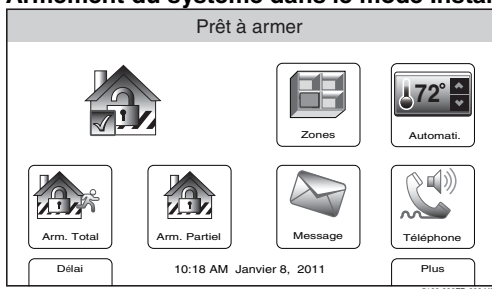 Armement du système dans le mode instal
Prêt à armer
72°
Zones
Automati.
Arm. Total
Arm. Partiel
Message
Téléphone
Délai
10:18 AM Janvier 8, 2011
Plus